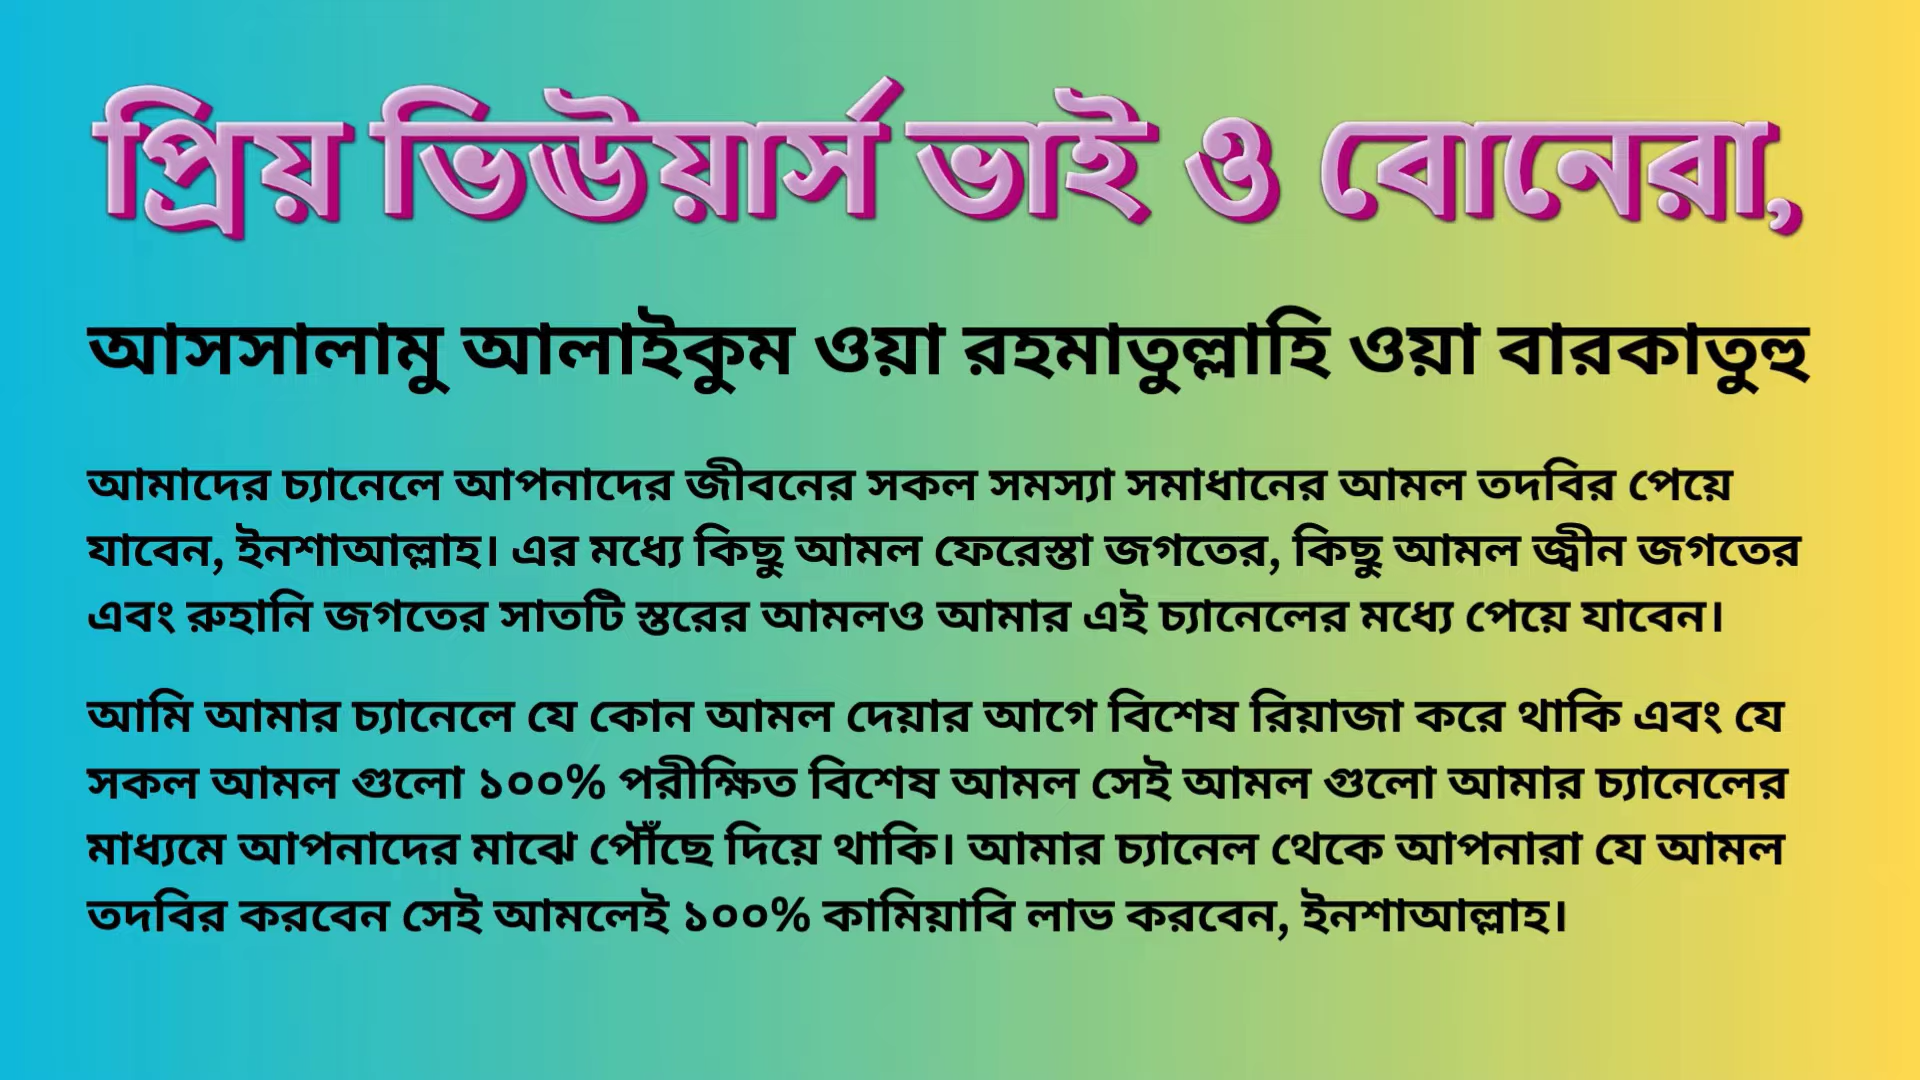 প্রিয় ভিঊয়ার্স ভাই ও বোনেরা,
আসসালামু আলাইকুম ওয়া রহমাতুল্লাহি ওয়া বারকাতুহু
আমাদের চ্যানেলে আপনাদের জীবনের সকল সমস্যা সমাধানের আমল তদবির পেয়ে
যাবেন, ইনশাআল্লাহ। এর মধ্যে কিছু আমল ফেরেস্তা জগতের, কিছু আমল জ্বীন জগতের
এবং রুহানি জগতের সাতটি স্তরের আমলও আমার এই চ্যানেলের মধ্যে পেয়ে যাবেন।
আমি আমার চ্যানেলে যে কোন আমল দেয়ার আগে বিশেষ রিয়াজা করে থাকি এবং যে
সকল আমল গুলো ১০০% পরীক্ষিত বিশেষ আমল সেই আমল গুলো আমার চ্যানেলের
মাধ্যমে আপনাদের মাঝে পৌঁছে দিয়ে থাকি। আমার চ্যানেল থেকে আপনারা যে আমল
তদবির করবেন সেই আমলেই ১০০% কামিয়াবি লাভ করবেন, ইনশাআল্লাহ।